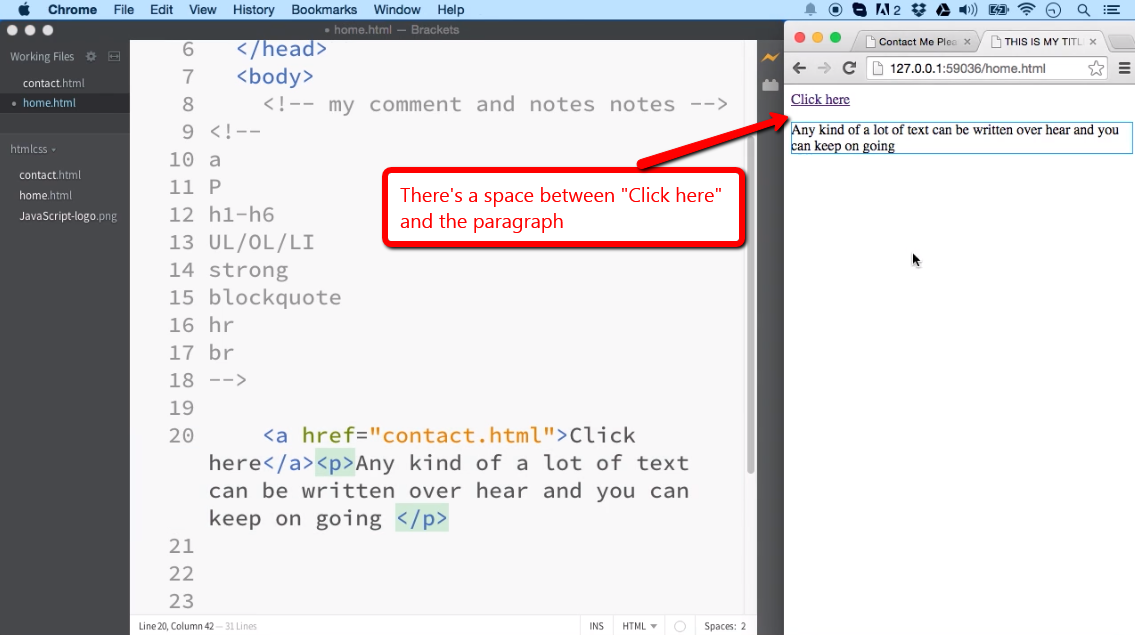 Chrome File Edit View History Bookmarks Window Help 2
• home.html — Brackets
Working Files
contact.html
• home.html
htmlcss
contact.html
home.html
JavaScript-logo.png
6 </head>
7 <body>
8 <!-- my comment and notes notes -->
9 <!--
10 a
11 P
12 h1-h6
13 UL/OL/LI
14 strong
15 blockquote
16 hr
17 br
18 -->
19
20 <a href="contact.html">Click
here</a><p>Any kind of a lot of text
can be written over hear and you can
keep on going </p>
21
22
23
Line 20, Column 42 — 31 Lines
INS HTML Spaces: 2
There's a space between "Click here"
and the paragraph
Contact Me Plea × THIS IS MY TITL ×
127.0.0.1:59036/home.html
Click here
Any kind of a lot of text can be written over hear and you
can keep on going